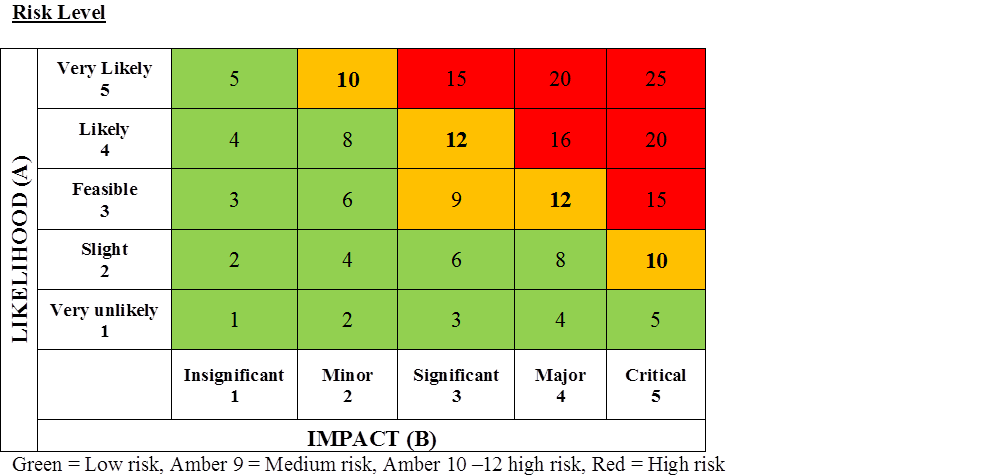 Risk Level
LIKELIHOOD (A)
Very Likely
5
5 10 15 20 25
Likely
4
4 8 12 16 20
Feasible
3
3 6 9 12 15
Slight
2
2 4 6 8 10
Very unlikely
1
1 2 3 4 5
Insignificant Minor Significant Major Critical
1 2 3 4 5
IMPACT (B)
Green = Low risk, Amber 9 = Medium risk, Amber 10 –12 high risk, Red = High risk